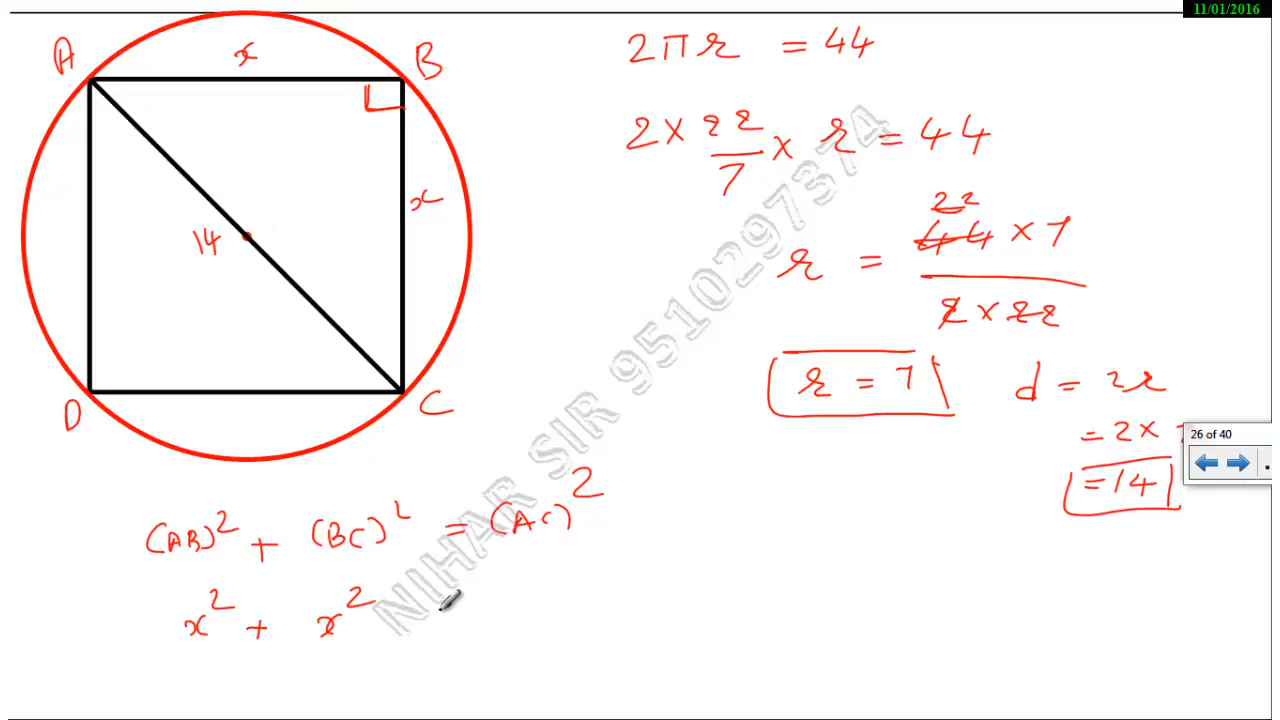 11/01/2016
A
x
B
x
14
D
C
2πr = 44
2 × 22/7 × r = 44
r = 44 × 7 / 2 × 22
22
r = 7
d = 2r
= 2 ×
= 14
26 of 40
(AB)² + (BC)² = (AC)²
x² + x²
NIHAR SIR 9510297374